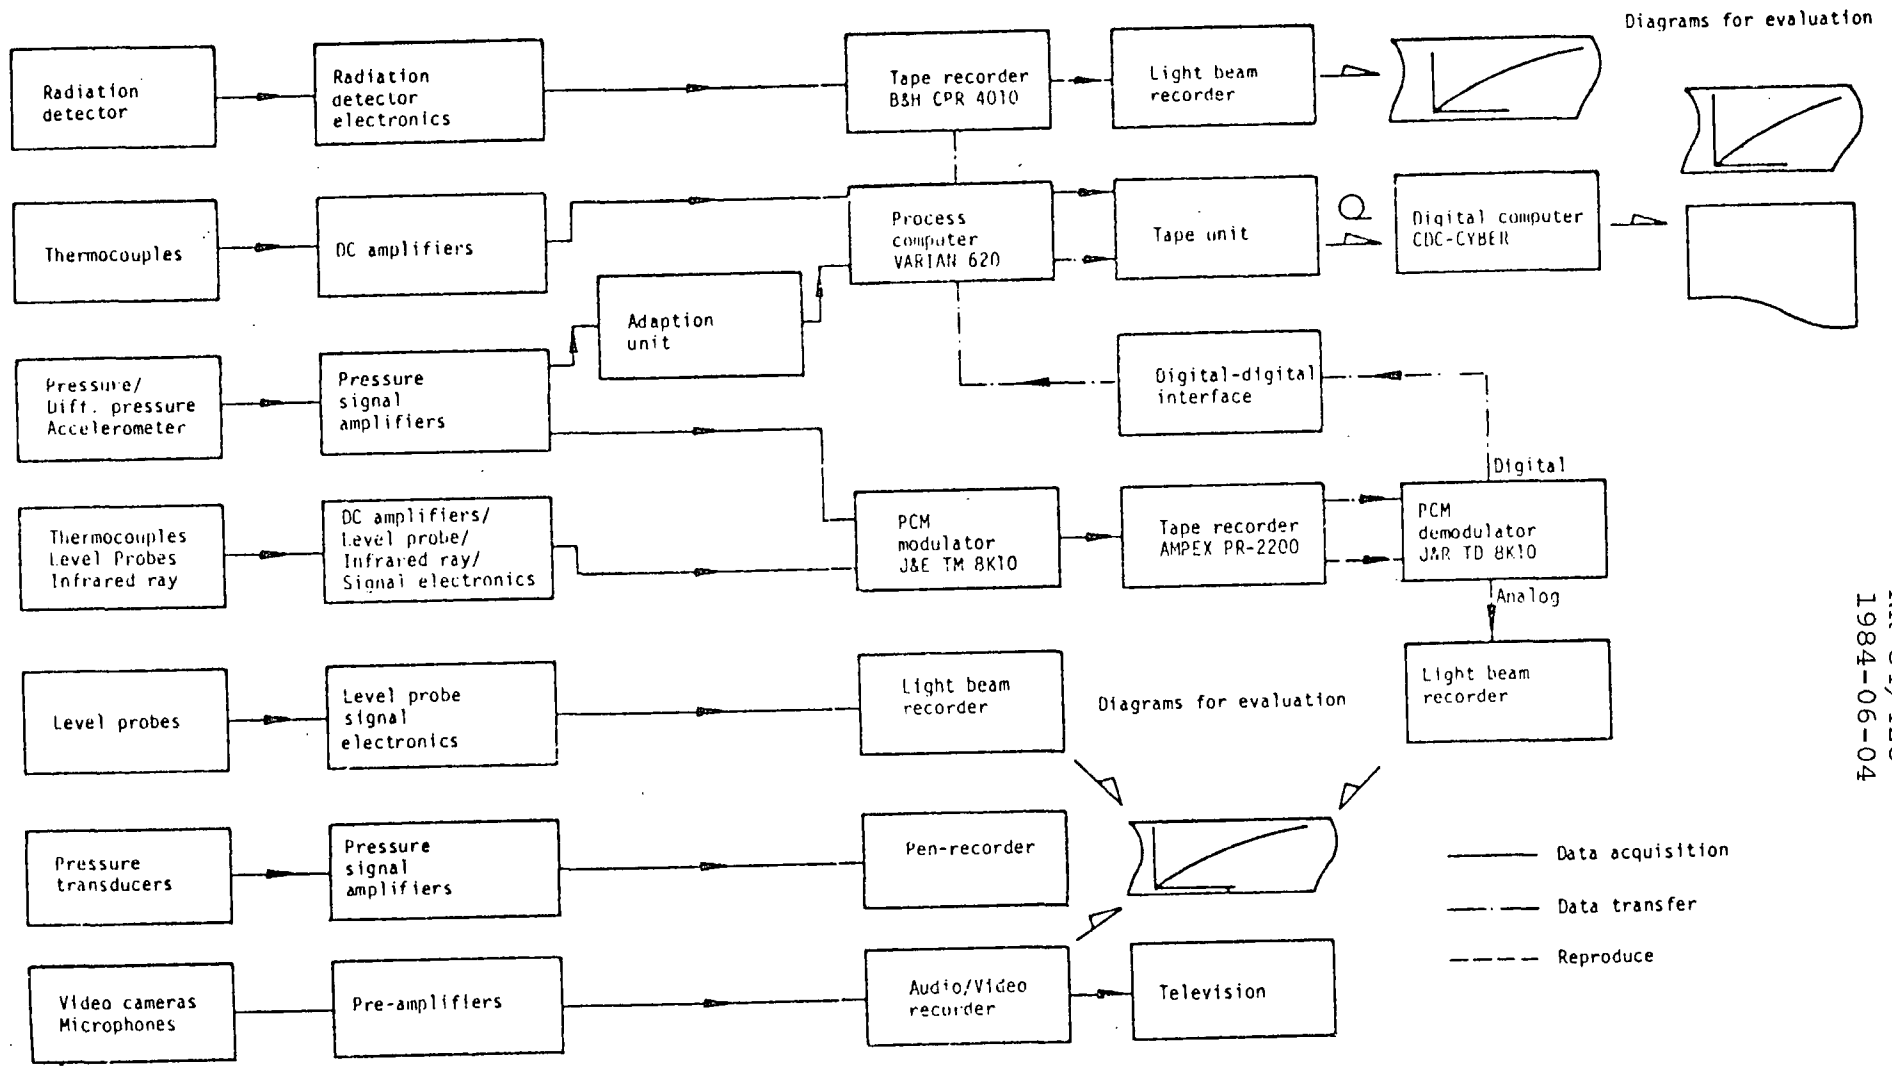 Diagrams for evaluation
Radiation
detector
Radiation
detector
electronics
Tape recorder
B&H CPR 4010
Light beam
recorder
Thermocouples
DC amplifiers
Process
computer
VARIAN 620
Tape unit
Digital computer
CDC-CYBER
Adaption
unit
Pressure/
Diff. pressure
Accelerometer
Pressure
signal
amplifiers
Digital-digital
interface
Digital
Thermocouples
Level Probes
Infrared ray
DC amplifiers/
Level probe/
Infrared ray/
Signal electronics
PCM
modulator
J&E TM 8K10
Tape recorder
AMPEX PR-2200
PCM
demodulator
J&R TD 8K10
Analog
Level probes
Level probe
signal
electronics
Light beam
recorder
Diagrams for evaluation
Light beam
recorder
Pressure
transducers
Pressure
signal
amplifiers
Pen-recorder
Video cameras
Microphones
Pre-amplifiers
Audio/Video
recorder
Television
Data acquisition
Data transfer
Reproduce
1984-06-04